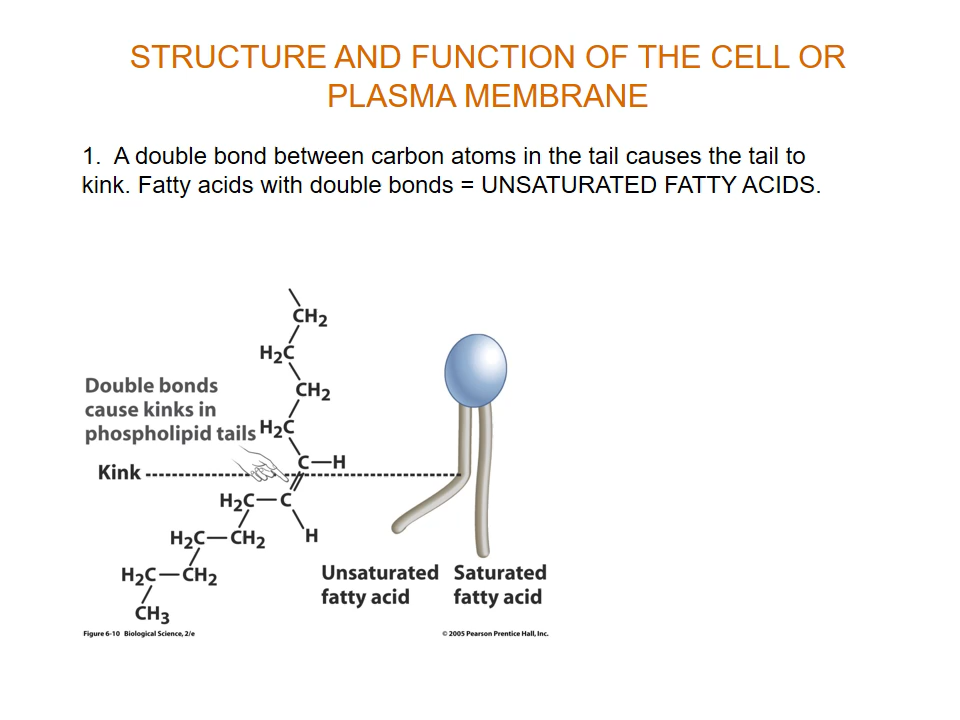 STRUCTURE AND FUNCTION OF THE CELL OR
PLASMA MEMBRANE
1. A double bond between carbon atoms in the tail causes the tail to
kink. Fatty acids with double bonds = UNSATURATED FATTY ACIDS.
CH2
H2C
CH2
Double bonds
cause kinks in
phospholipid tails
H2C
C—H
Kink
H2C—C
H
H2C—CH2
H2C—CH2
CH3
Unsaturated
fatty acid
Saturated
fatty acid
Figure 6-10 Biological Science, 2/e
© 2005 Pearson Prentice Hall, Inc.